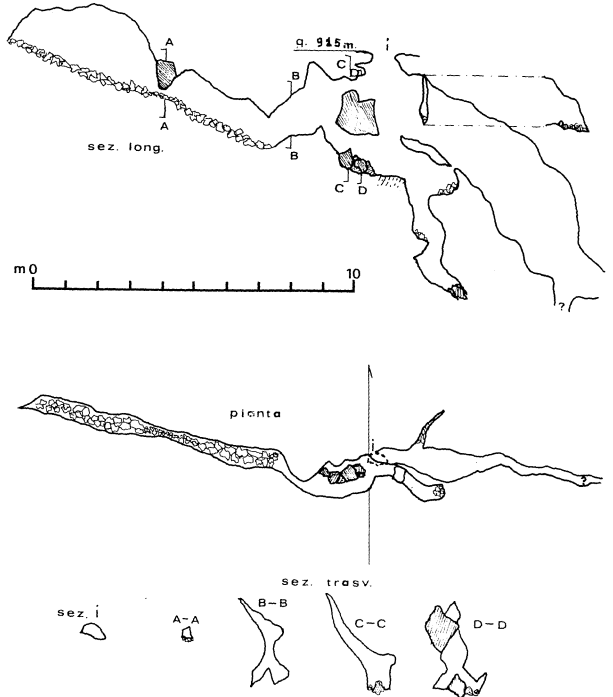 A
q. 915 m.
i
C
B
A
sez. long.
B
C D
m 0 10
?
pianta
i
?
sez. trasv.
sez. i
A-A
B-B
C-C
D-D